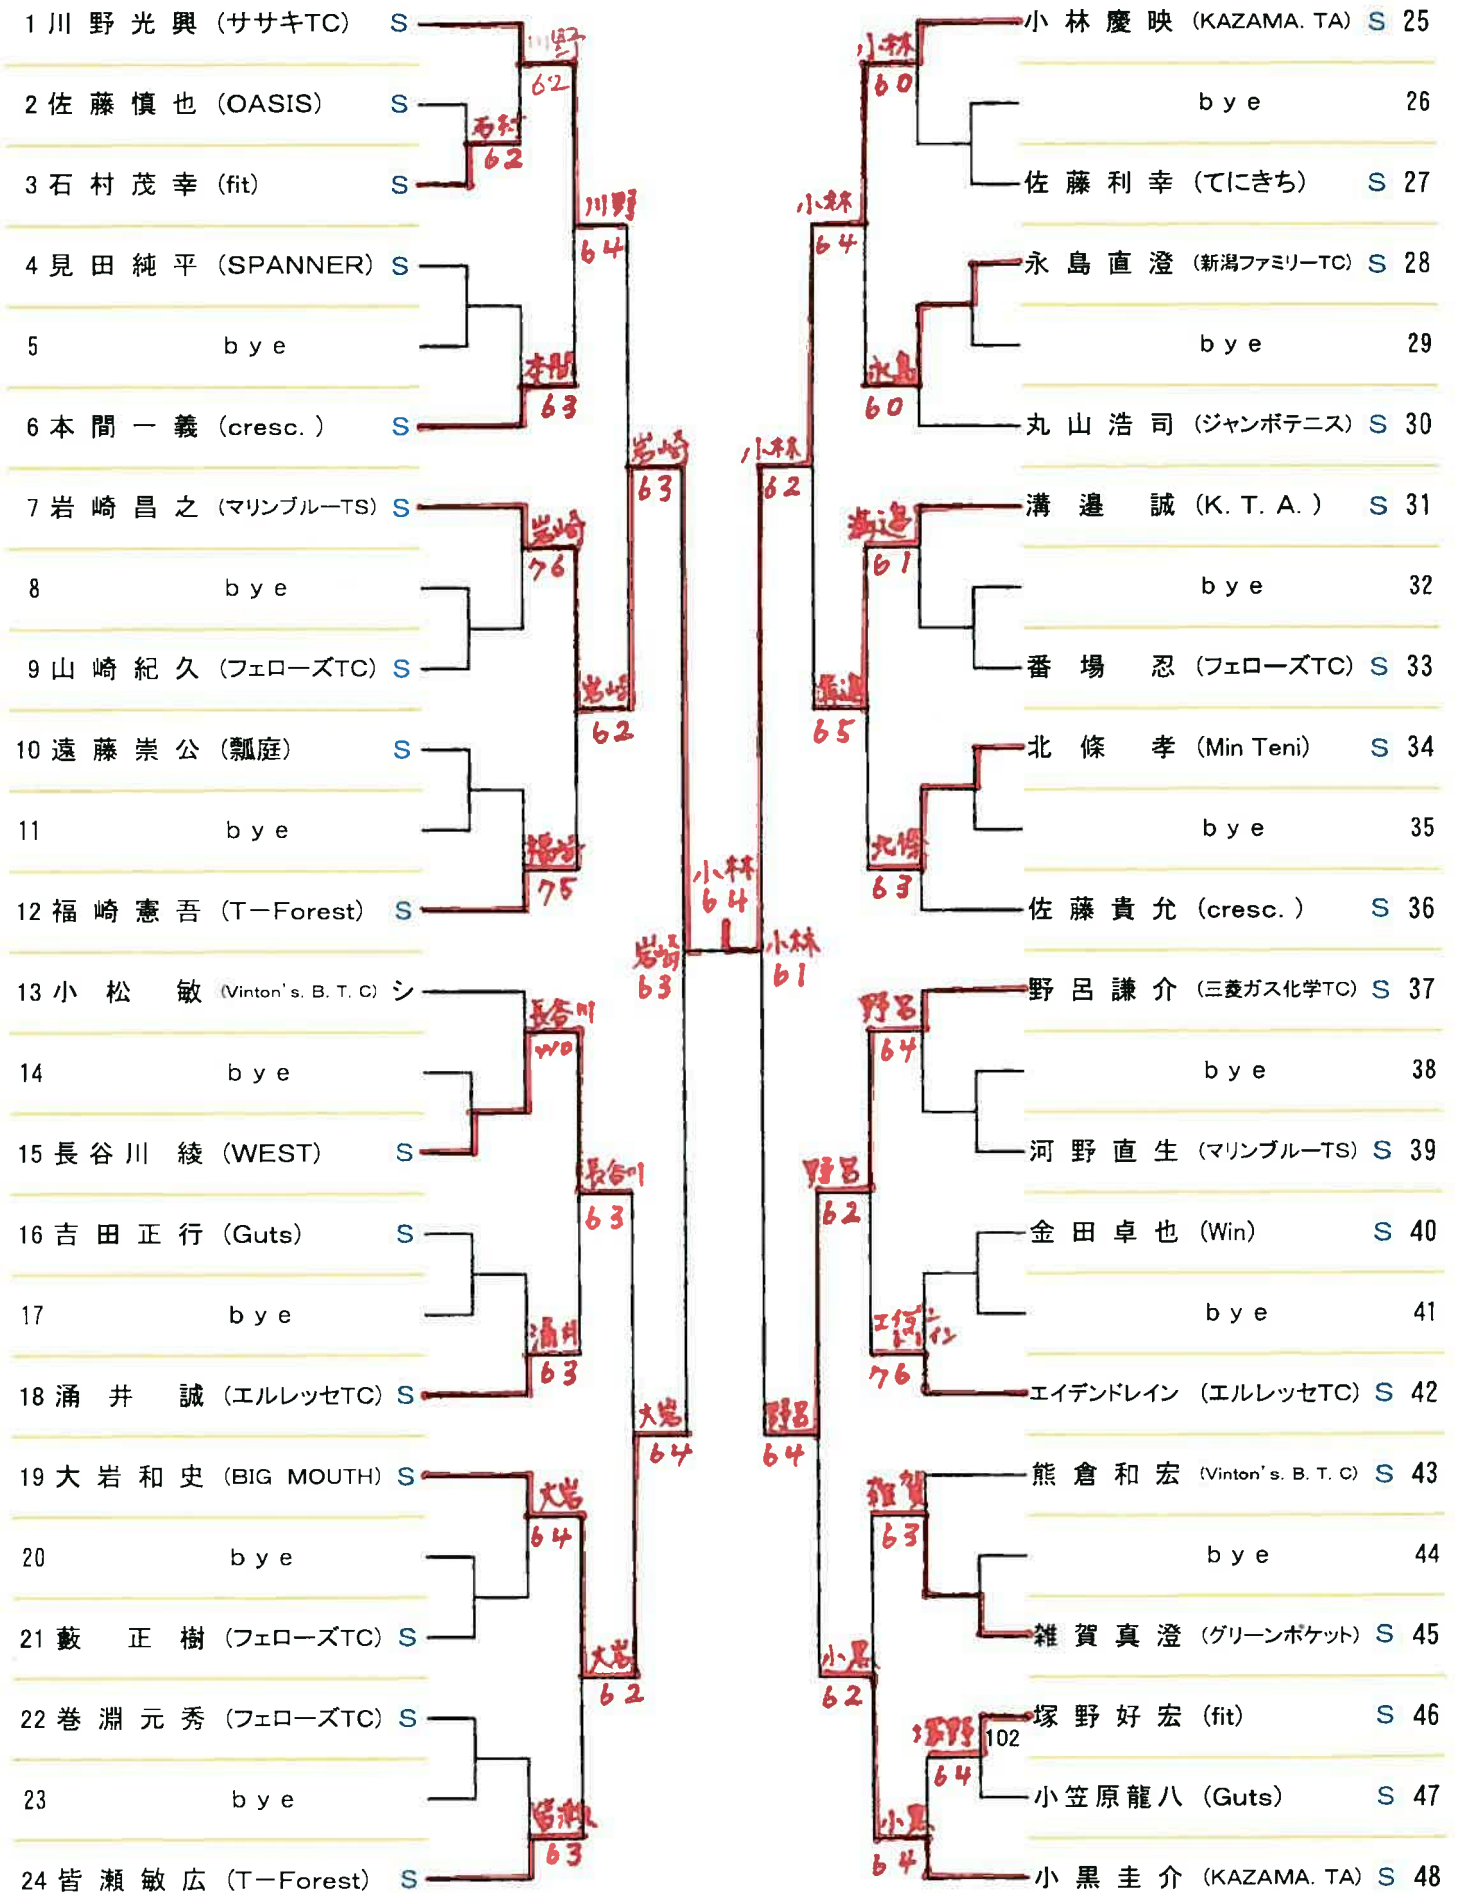 1 川野光興 (ササキTC) S
2 佐藤慎也 (OASIS) S
3 石村茂幸 (fit) S
4 見田純平 (SPANNER) S
5 bye
6 本間一義 (cresc.) S
7 岩崎昌之 (マリンブルーTS) S
8 bye
9 山崎紀久 (フェローズTC) S
10 遠藤崇公 (瓢庭) S
11 bye
12 福崎憲吾 (T-Forest) S
13 小松 敏 (Vinton's. B. T. C) シ
14 bye
15 長谷川 綾 (WEST) S
16 吉田正行 (Guts) S
17 bye
18 涌井 誠 (エルレッセTC) S
19 大岩和史 (BIG MOUTH) S
20 bye
21 藪 正樹 (フェローズTC) S
22 巻淵元秀 (フェローズTC) S
23 bye
24 皆瀬敏広 (T-Forest) S
石村
62
川野
62
本間
63
岩崎
76
福崎
75
長谷川
WO
涌井
63
大岩
64
皆瀬
63
川野
64
岩崎
62
長谷川
63
大岩
62
岩崎
63
大岩
64
岩崎
63
小林
64
小林
61
小林
62
野呂
64
小林
64
溝邉
65
野呂
62
小黒
62
小林
60
永島
60
溝邉
61
北條
63
野呂
64
エイデン
ドレイン
76
雑賀
63
塚野
64
102
小黒
64
小林慶映 (KAZAMA. TA) S 25
bye 26
佐藤利幸 (てにきち) S 27
永島直澄 (新潟ファミリーTC) S 28
bye 29
丸山浩司 (ジャンボテニス) S 30
溝邉 誠 (K. T. A.) S 31
bye 32
番場 忍 (フェローズTC) S 33
北條 孝 (Min Teni) S 34
bye 35
佐藤貴允 (cresc.) S 36
野呂謙介 (三菱ガス化学TC) S 37
bye 38
河野直生 (マリンブルーTS) S 39
金田卓也 (Win) S 40
bye 41
エイデンドレイン (エルレッセTC) S 42
熊倉和宏 (Vinton's. B. T. C) S 43
bye 44
雑賀真澄 (グリーンポケット) S 45
塚野好宏 (fit) S 46
小笠原龍八 (Guts) S 47
小黒圭介 (KAZAMA. TA) S 48